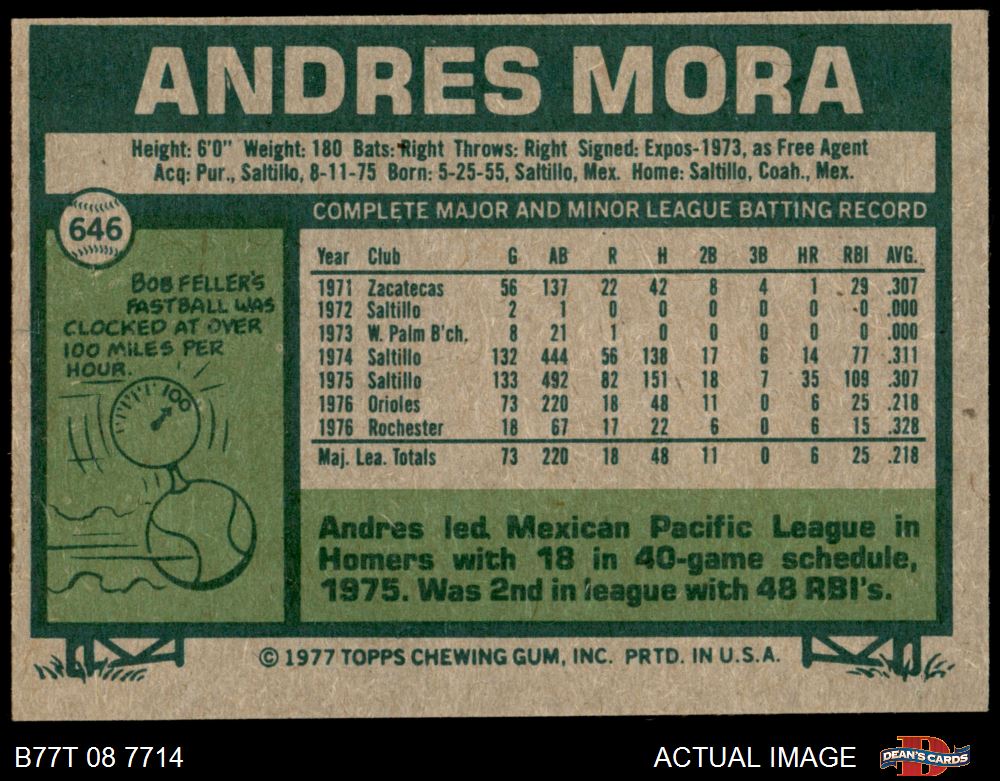 ANDRES MORA
Height: 6'0" Weight: 180 Bats: Right Throws: Right Signed: Expos-1973, as Free Agent
Acq: Pur., Saltillo, 8-11-75 Born: 5-25-55, Saltillo, Mex. Home: Saltillo, Coah., Mex.
646
BOB FELLER'S
FASTBALL WAS
CLOCKED AT OVER
100 MILES PER
HOUR.
100
COMPLETE MAJOR AND MINOR LEAGUE BATTING RECORD
Year Club G AB R H 2B 3B HR RBI AVG.
1971 Zacatecas 56 137 22 42 8 4 1 29 .307
1972 Saltillo 2 1 0 0 0 0 0 0 .000
1973 W. Palm B'ch. 8 21 1 0 0 0 0 0 .000
1974 Saltillo 132 444 56 138 17 6 14 77 .311
1975 Saltillo 133 492 82 151 18 7 35 109 .307
1976 Orioles 73 220 18 48 11 0 6 25 .218
1976 Rochester 18 67 17 22 6 0 6 15 .328
Maj. Lea. Totals 73 220 18 48 11 0 6 25 .218
Andres led Mexican Pacific League in
Homers with 18 in 40-game schedule,
1975. Was 2nd in league with 48 RBI's.
© 1977 TOPPS CHEWING GUM, INC. PRTD. IN U.S.A.
B77T 08 7714
ACTUAL IMAGE
DEAN'S CARDS